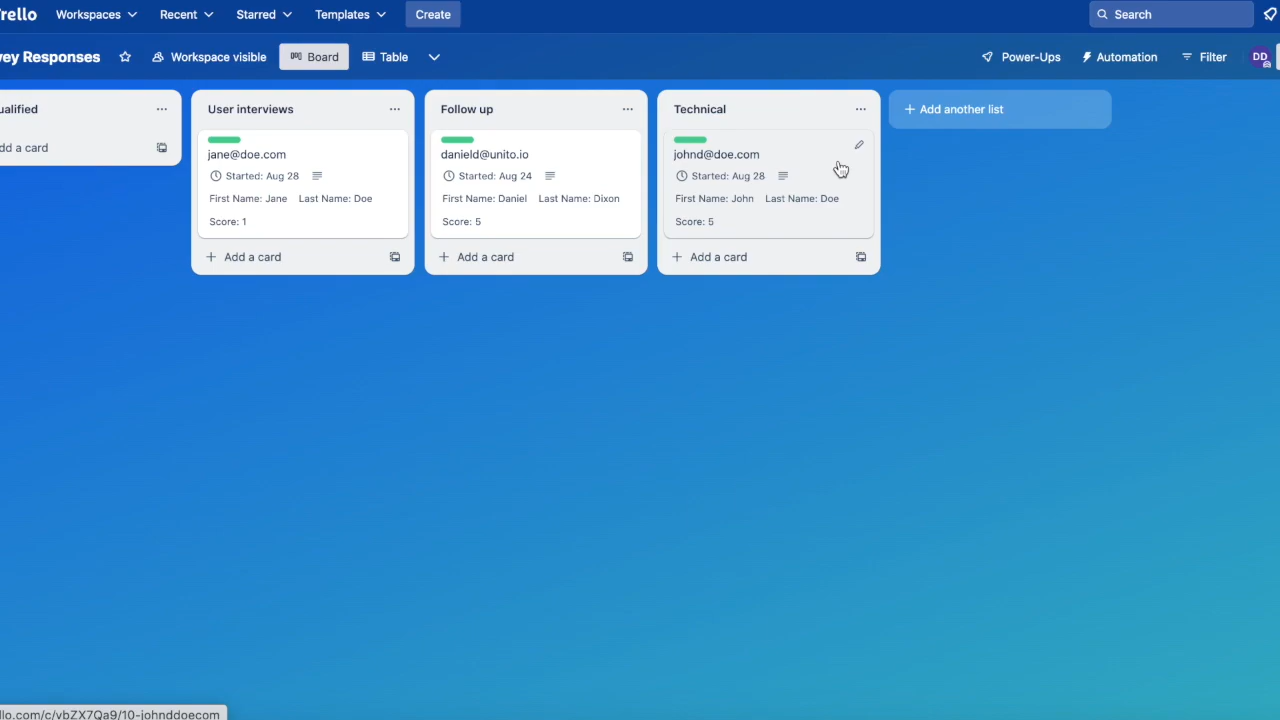 rello Workspaces Recent Starred Templates Create Search
vey Responses Workspace visible Board Table Power-Ups Automation Filter DD
ualified
dd a card
User interviews
jane@doe.com
Started: Aug 28
First Name: Jane Last Name: Doe
Score: 1
+ Add a card
Follow up
danield@unito.io
Started: Aug 24
First Name: Daniel Last Name: Dixon
Score: 5
+ Add a card
Technical
johnd@doe.com
Started: Aug 28
First Name: John Last Name: Doe
Score: 5
+ Add a card
+ Add another list
llo.com/c/vbZX7Qa9/10-johnddoecom